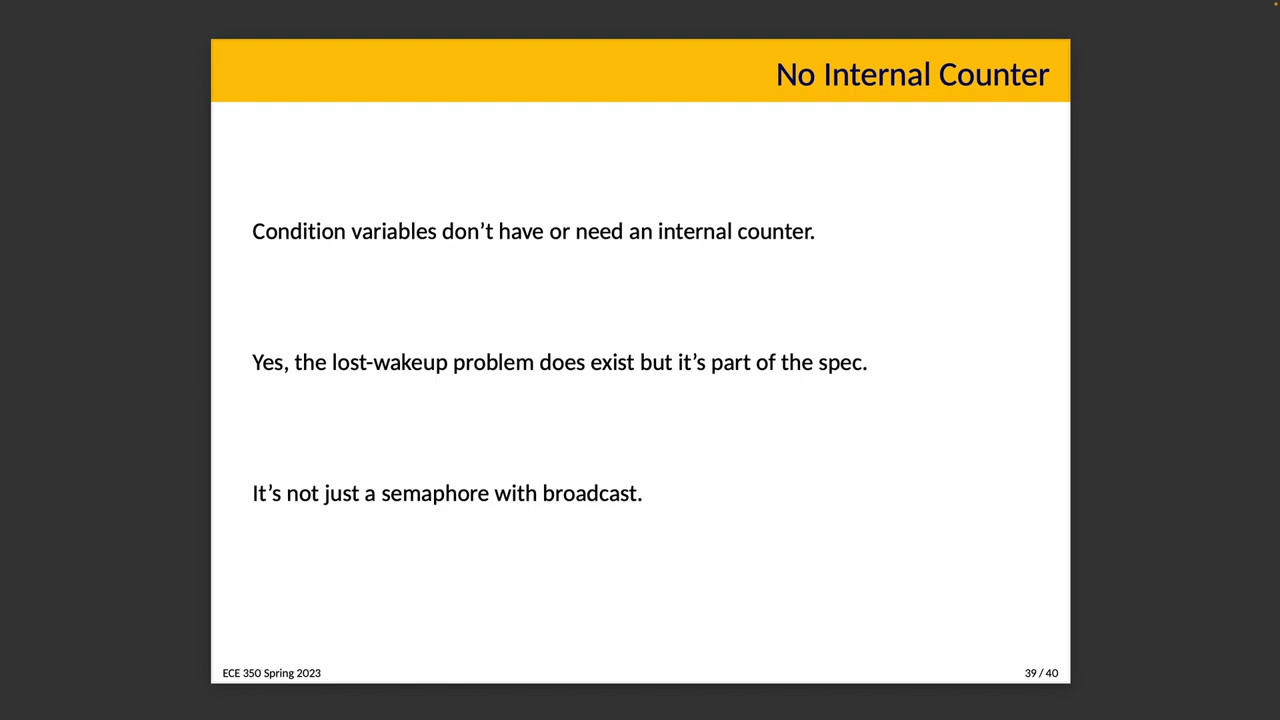 No Internal Counter
Condition variables don’t have or need an internal counter.
Yes, the lost-wakeup problem does exist but it’s part of the spec.
It’s not just a semaphore with broadcast.
ECE 350 Spring 2023
39 / 40